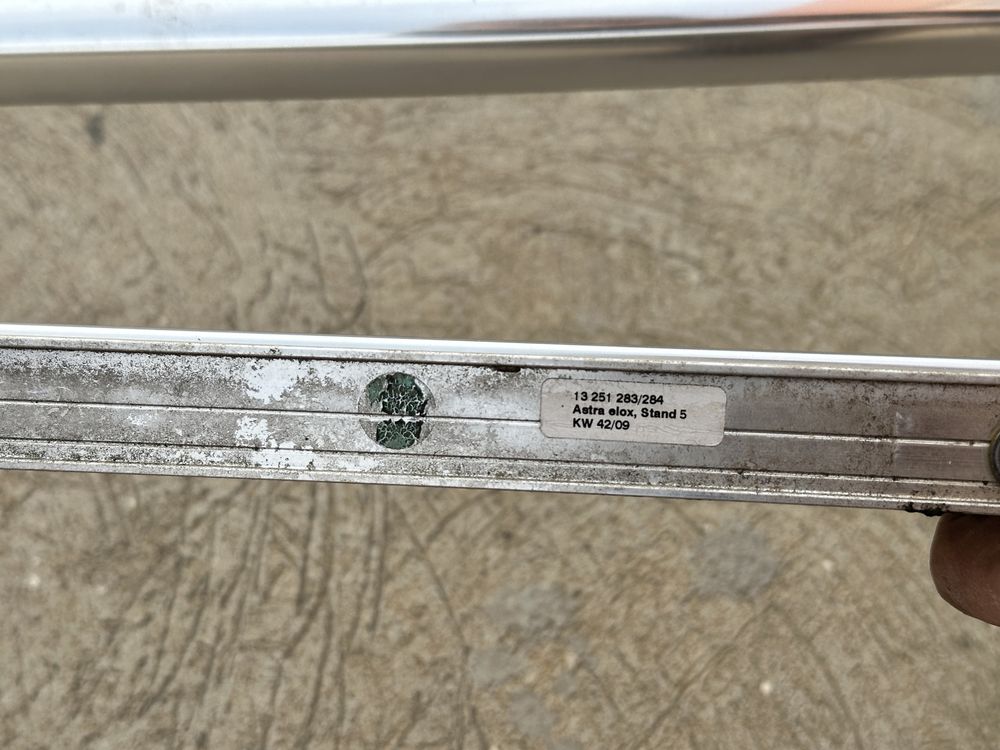 13 251 283/284
Astra elox, Stand 5
KW 42/09